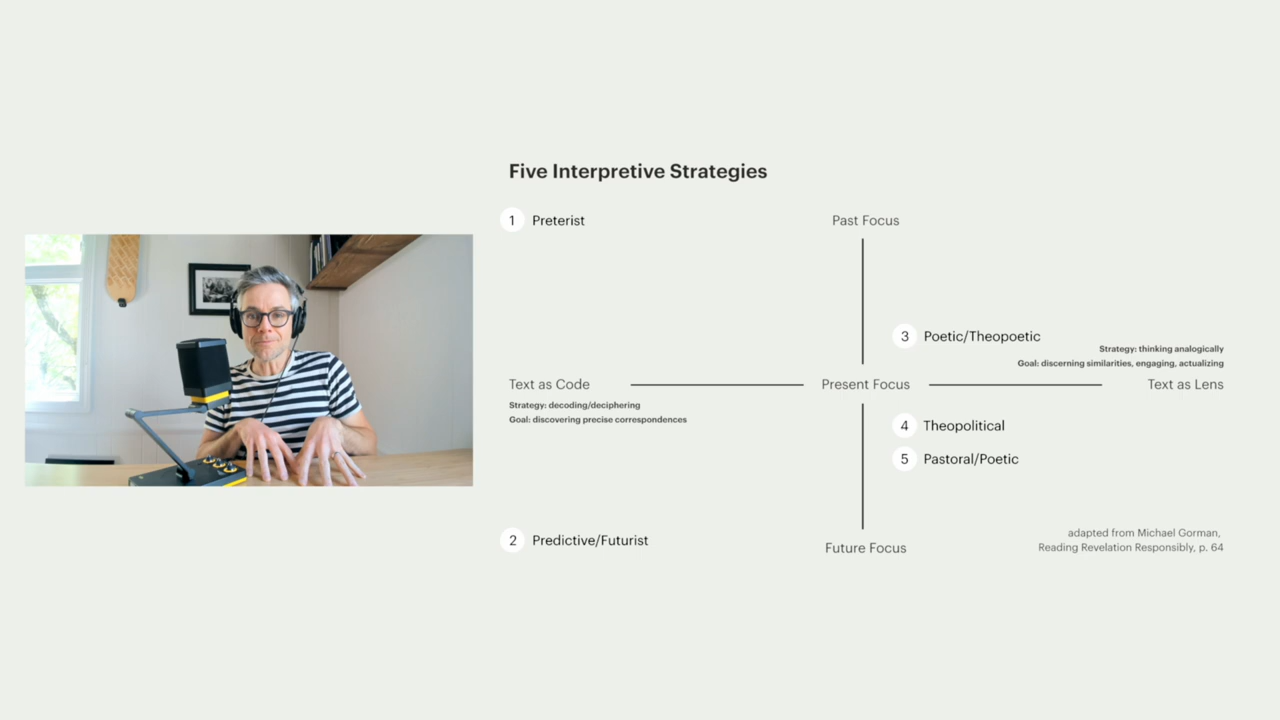 Five Interpretive Strategies
1 Preterist
Past Focus
3 Poetic/Theopoetic
Strategy: thinking analogically
Goal: discerning similarities, engaging, actualizing
Text as Code
Present Focus
Text as Lens
Strategy: decoding/deciphering
Goal: discovering precise correspondences
4 Theopolitical
5 Pastoral/Poetic
2 Predictive/Futurist
Future Focus
adapted from Michael Gorman,
Reading Revelation Responsibly, p. 64